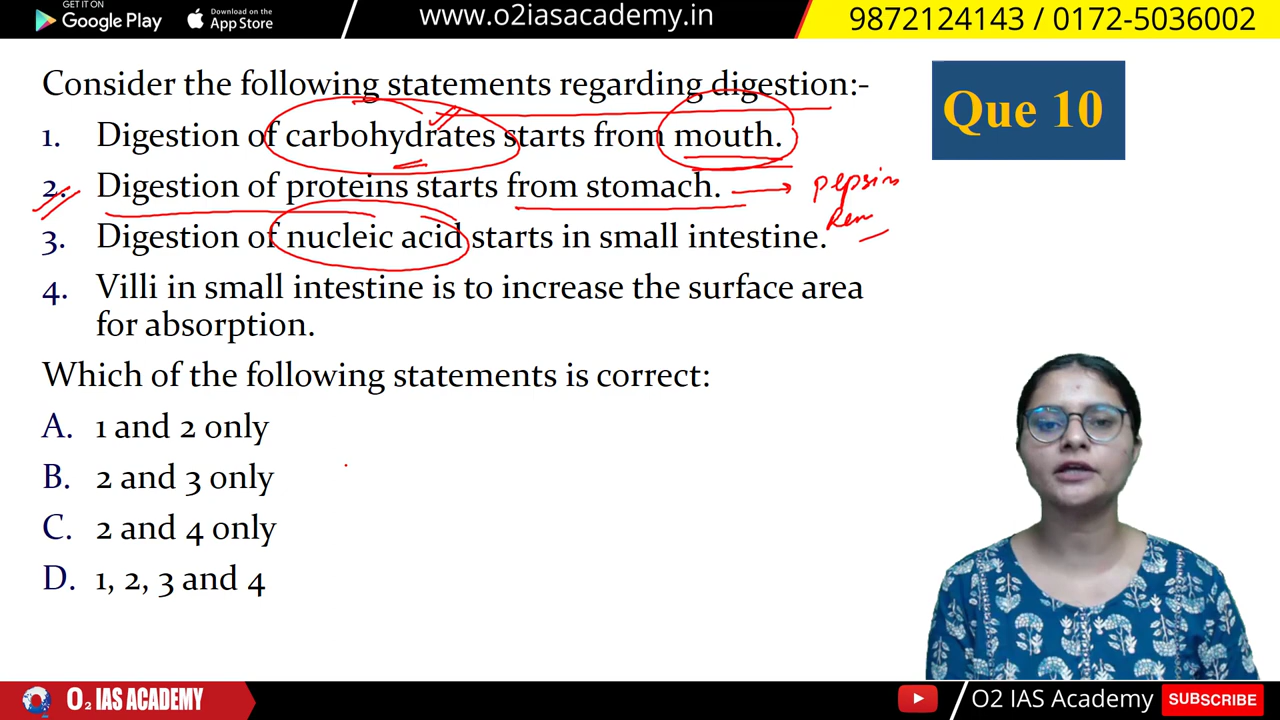 GET IT ON
Google Play
Download on the
App Store
www.o2iasacademy.in
9872124143 / 0172-5036002
Consider the following statements regarding digestion:-
Que 10
1. Digestion of carbohydrates starts from mouth.
2. Digestion of proteins starts from stomach. pepsin
Ren
3. Digestion of nucleic acid starts in small intestine.
4. Villi in small intestine is to increase the surface area
for absorption.
Which of the following statements is correct:
A. 1 and 2 only
B. 2 and 3 only
C. 2 and 4 only
D. 1, 2, 3 and 4
O2 IAS ACADEMY
O2 IAS Academy SUBSCRIBE